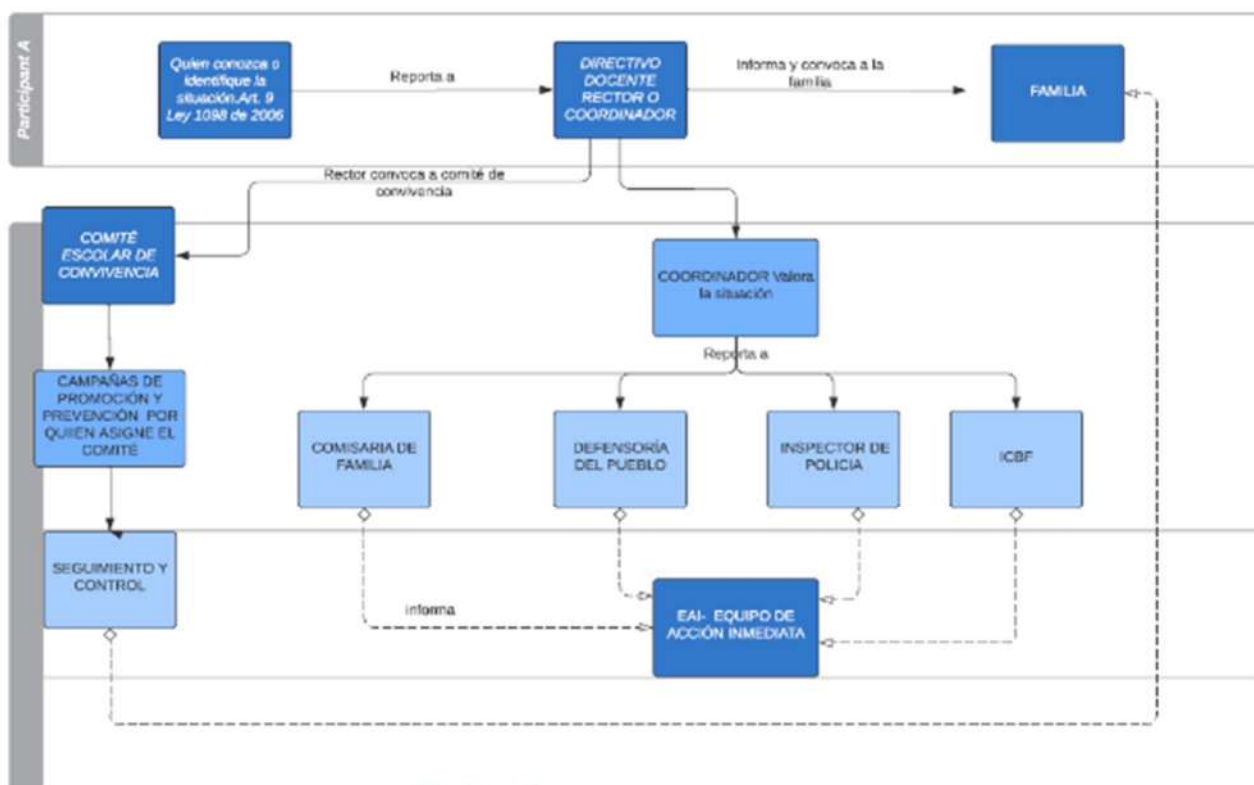 Participant A
Quien conozca o
identifique la
situación.Art. 9
Ley 1098 de 2006
Reporta a
DIRECTIVO
DOCENTE
RECTOR O
COORDINADOR
Informa y convoca a la
familia
FAMILIA
Rector convoca a comité de
convivencia
COMITÉ
ESCOLAR DE
CONVIVENCIA
COORDINADOR Valora
la situación
Reporta a
CAMPAÑAS DE
PROMOCIÓN Y
PREVENCIÓN POR
QUIEN ASIGNE EL
COMITÉ
COMISARIA DE
FAMILIA
DEFENSORÍA
DEL PUEBLO
INSPECTOR DE
POLICIA
ICBF
SEGUIMIENTO Y
CONTROL
informa
EAI- EQUIPO DE
ACCIÓN INMEDIATA